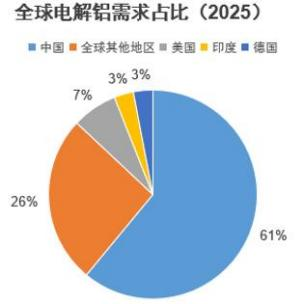 全球电解铝需求占比（2025）
中国 全球其他地区 美国 印度 德国
3% 3%
7%
26%
61%